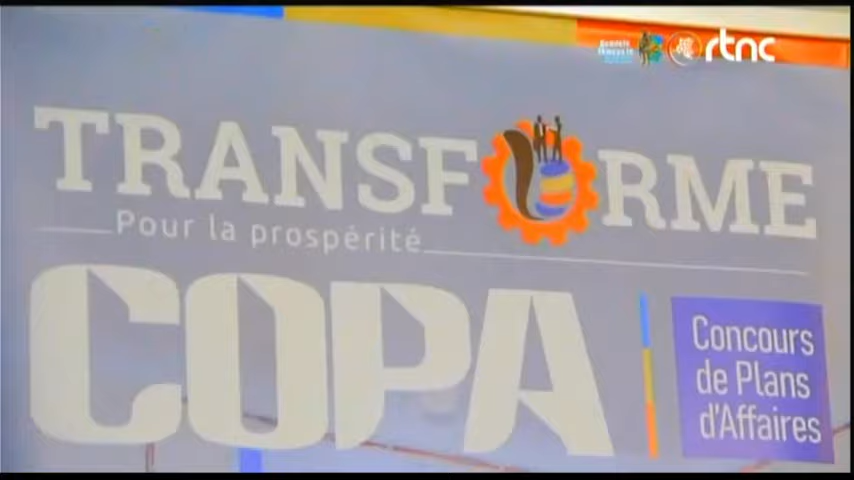 rtnc
TRANSFORME
Pour la prospérité
COPA
Concours
de Plans
d'Affaires